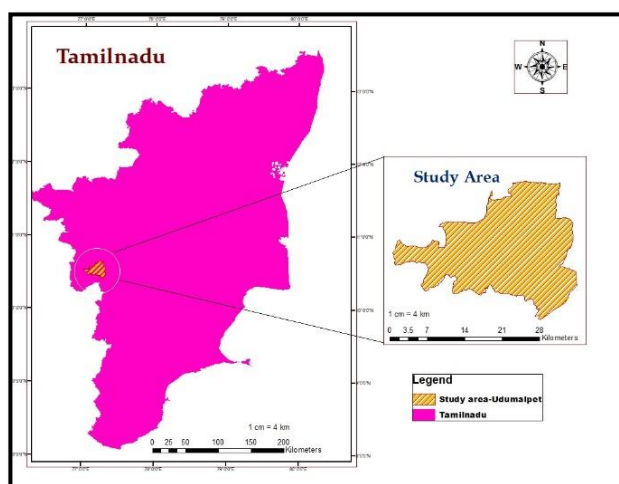 Tamilnadu
N
W E
S
Study Area
1 cm = 4 km
0 3.5 7 14 21 28
Kilometers
Legend
Study area-Udumalpet
Tamilnadu
1 cm = 4 km
0 25 50 100 150 200
Kilometers